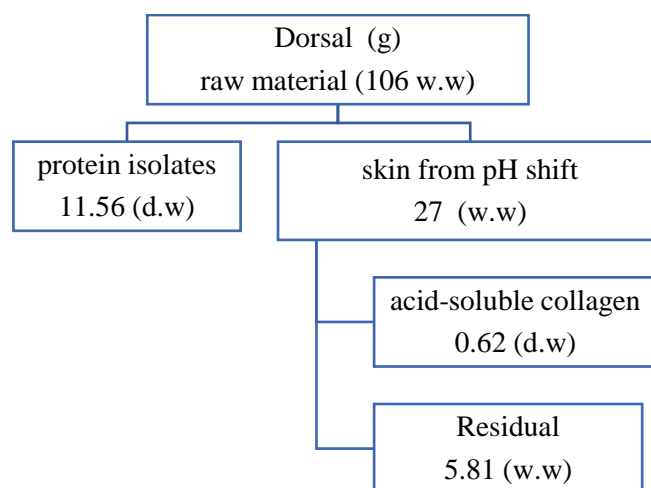 Dorsal (g)
raw material (106 w.w)
protein isolates
11.56 (d.w)
skin from pH shift
27 (w.w)
acid-soluble collagen
0.62 (d.w)
Residual
5.81 (w.w)